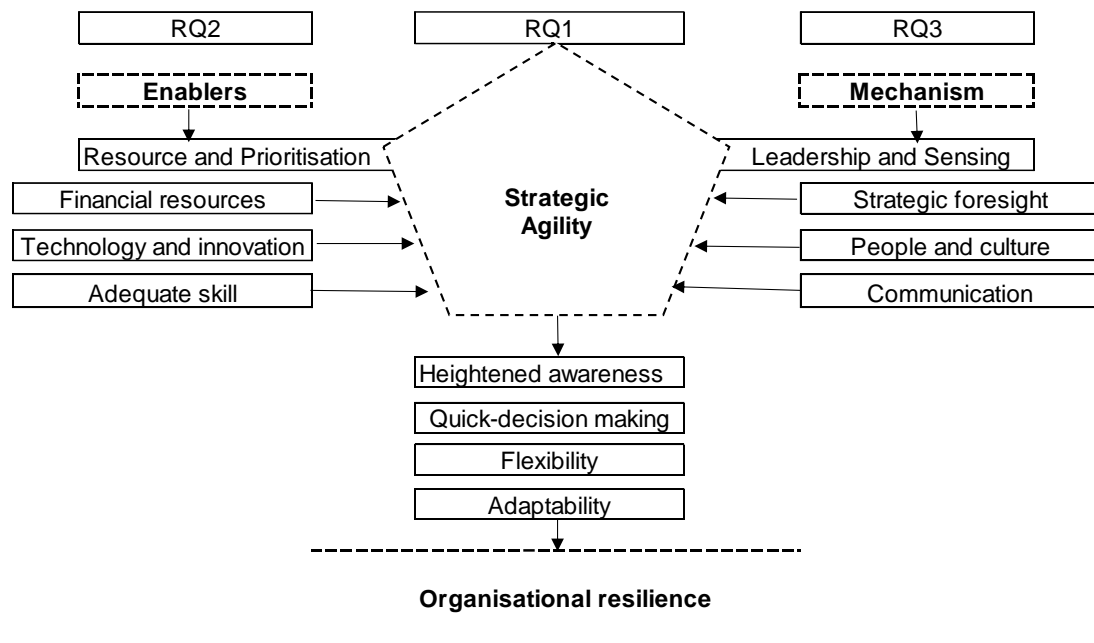 RQ2
RQ1
RQ3
Enablers
Mechanism
Resource and Prioritisation
Leadership and Sensing
Financial resources
Strategic
Agility
Strategic foresight
Technology and innovation
People and culture
Adequate skill
Communication
Heightened awareness
Quick-decision making
Flexibility
Adaptability
Organisational resilience